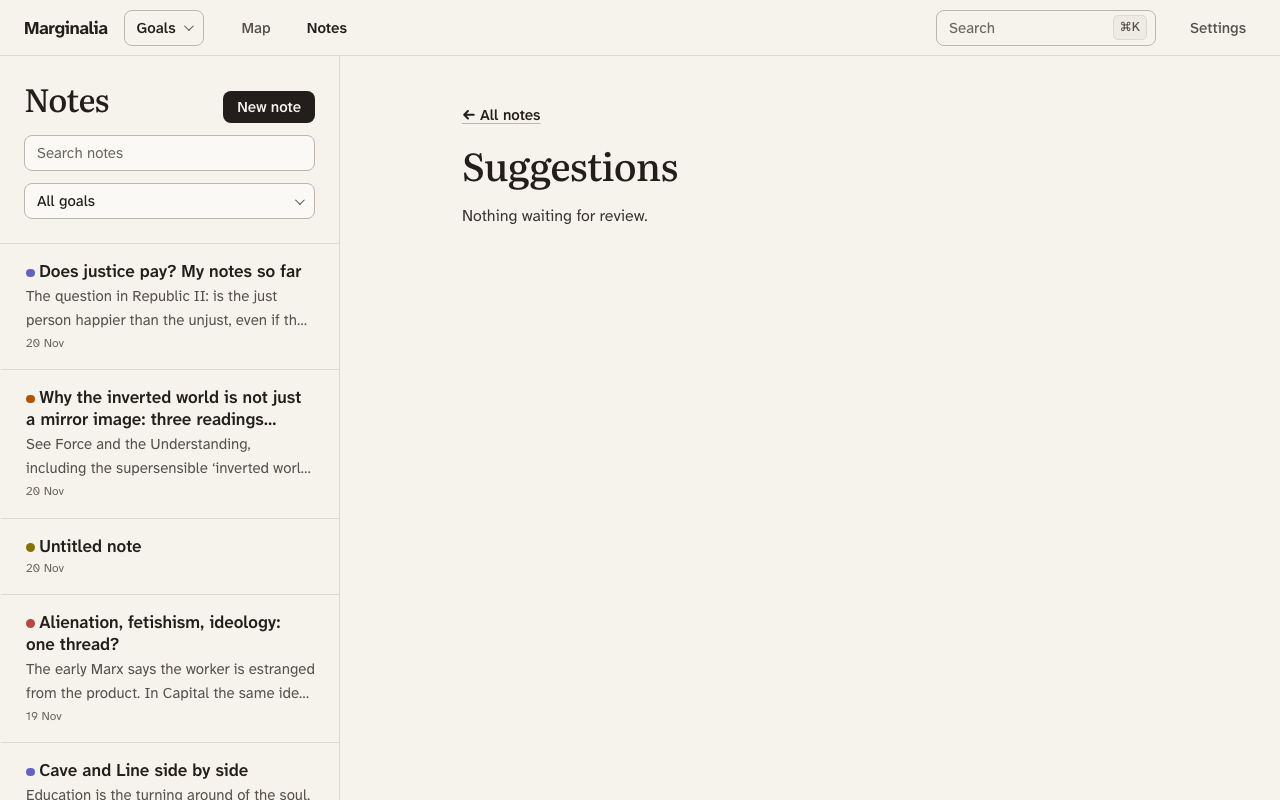 Marginalia
Goals
Map
Notes
Search
⌘K
Settings
Notes
New note
Search notes
All goals
Does justice pay? My notes so far
The question in Republic II: is the just
person happier than the unjust, even if th…
20 Nov
Why the inverted world is not just
a mirror image: three readings…
See Force and the Understanding,
including the supersensible ‘inverted worl…
20 Nov
Untitled note
20 Nov
Alienation, fetishism, ideology:
one thread?
The early Marx says the worker is estranged
from the product. In Capital the same ide…
19 Nov
Cave and Line side by side
Education is the turning around of the soul,
← All notes
Suggestions
Nothing waiting for review.